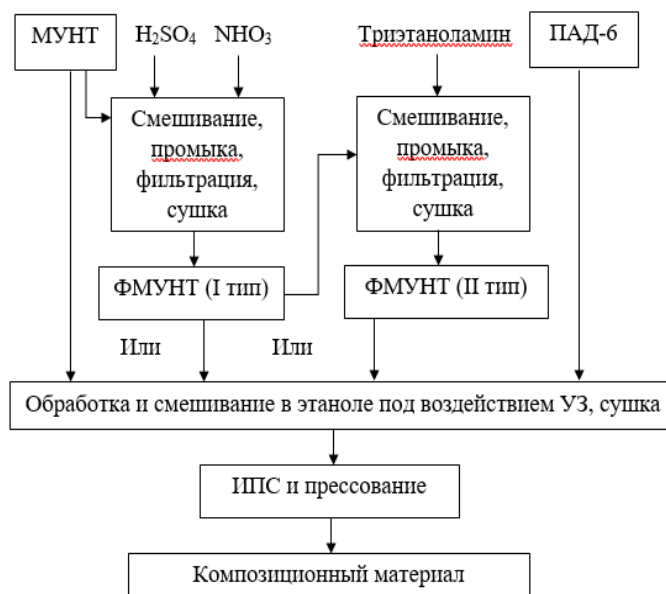 МУНТ
H₂SO₄
NHO₃
Триэтаноламин
ПАД-6
Смешивание,
промыка,
фильтрация,
сушка
Смешивание,
промыка,
фильтрация,
сушка
ФМУНТ (I тип)
ФМУНТ (II тип)
Или
Или
Обработка и смешивание в этаноле под воздействием УЗ, сушка
ИПС и прессование
Композиционный материал